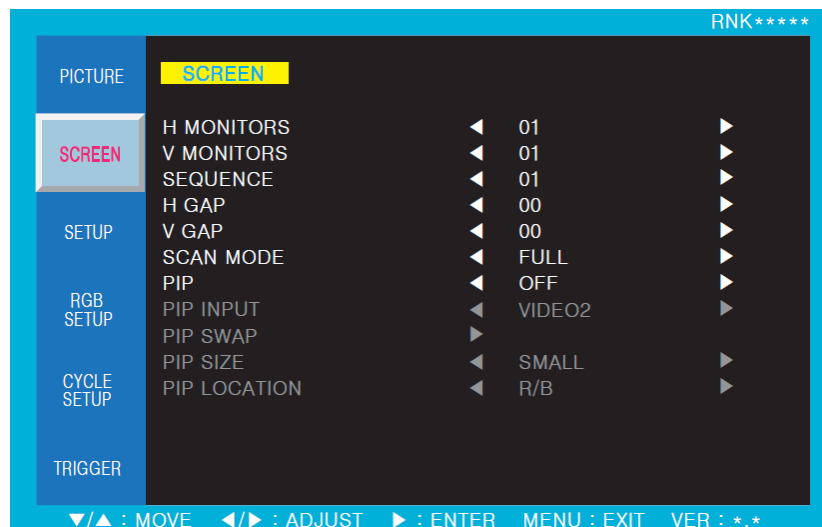 RNK*****
PICTURE
SCREEN
SETUP
RGB
SETUP
CYCLE
SETUP
TRIGGER
SCREEN
H MONITORS ◀ 01 ▶
V MONITORS ◀ 01 ▶
SEQUENCE ◀ 01 ▶
H GAP ◀ 00 ▶
V GAP ◀ 00 ▶
SCAN MODE ◀ FULL ▶
PIP ◀ OFF ▶
PIP INPUT ◀ VIDEO2 ▶
PIP SWAP ▶
PIP SIZE ◀ SMALL ▶
PIP LOCATION ◀ R/B ▶
▼/▲ : MOVE ◀/▶ : ADJUST ▶ : ENTER MENU : EXIT VER : *.*